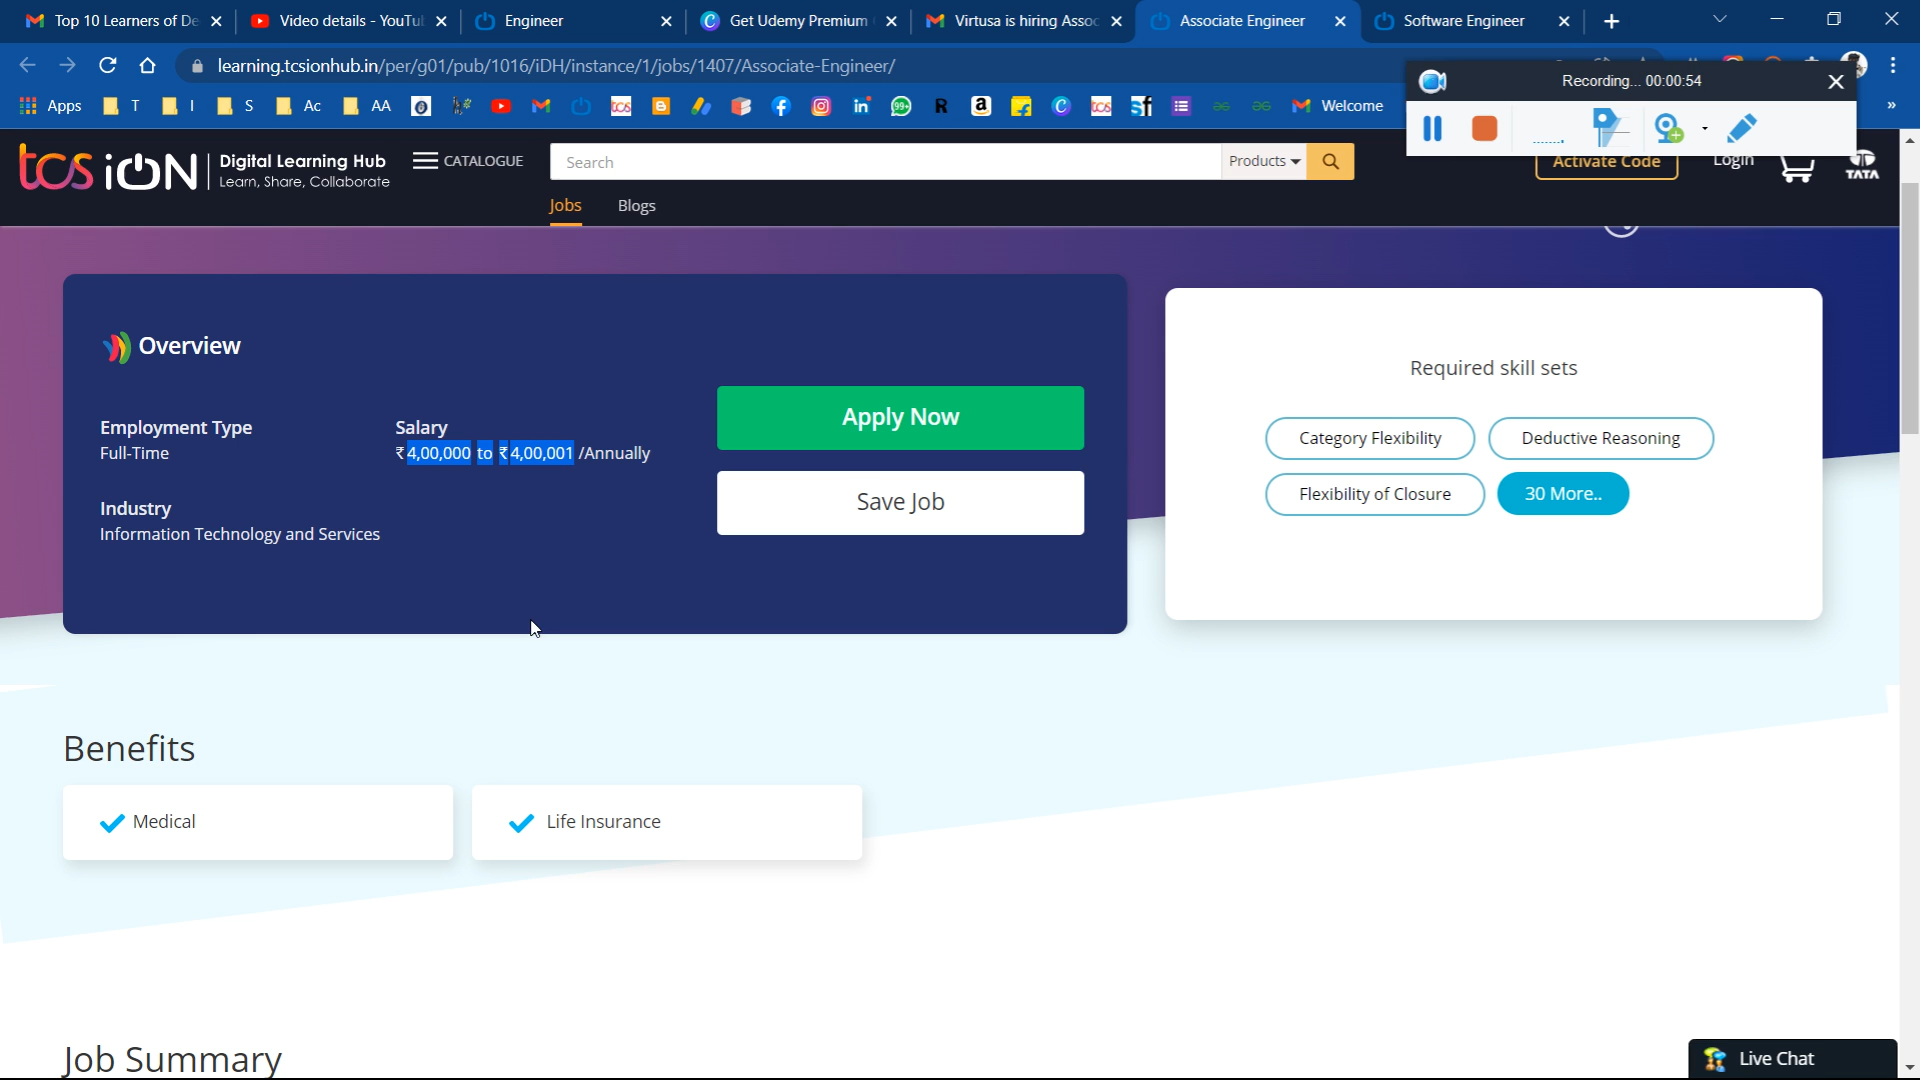 Top 10 Learners of De
Video details - YouTu
Engineer
Get Udemy Premium
Virtusa is hiring Assoc
Associate Engineer
Software Engineer
learning.tcsionhub.in/per/g01/pub/1016/iDH/instance/1/jobs/1407/Associate-Engineer/
Recording... 00:00:54
Apps T I S Ac AA Welcome
tcs iON
Digital Learning Hub
Learn, Share, Collaborate
CATALOGUE
Search
Products
Activate Code
Login
TATA
Jobs
Blogs
Overview
Employment Type
Full-Time
Salary
₹ 4,00,000 to ₹ 4,00,001 /Annually
Industry
Information Technology and Services
Apply Now
Save Job
Required skill sets
Category Flexibility
Deductive Reasoning
Flexibility of Closure
30 More..
Benefits
Medical
Life Insurance
Job Summary
Live Chat